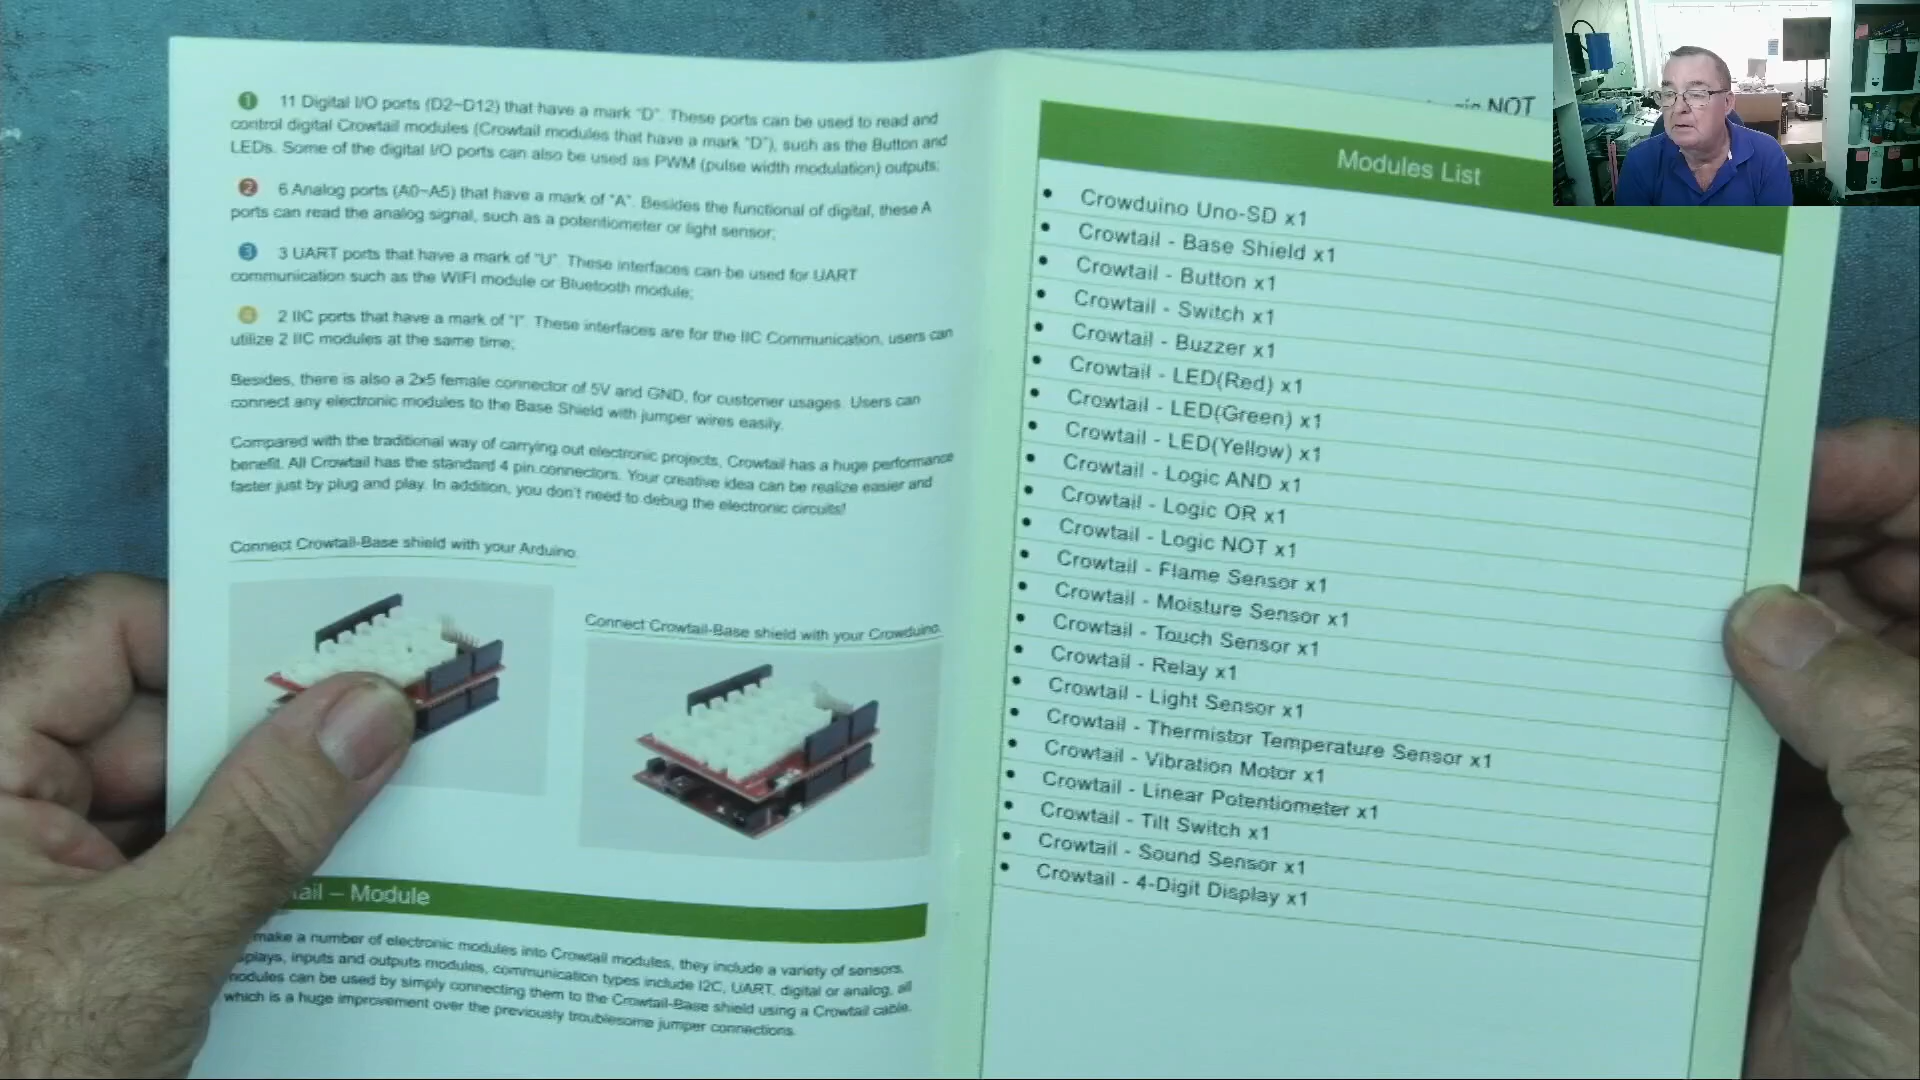 1 11 Digital I/O ports (D2~D12) that have a mark "D". These ports can be used to read and
control digital Crowtail modules (Crowtail modules that have a mark "D"), such as the Button and
LEDs. Some of the digital I/O ports can also be used as PWM (pulse width modulation) outputs;
2 6 Analog ports (A0~A5) that have a mark of "A". Besides the functional of digital, these A
ports can read the analog signal, such as a potentiometer or light sensor;
3 3 UART ports that have a mark of "U". These interfaces can be used for UART
communication such as the WIFI module or Bluetooth module;
4 2 IIC ports that have a mark of "I". These interfaces are for the IIC Communication, users can
utilize 2 IIC modules at the same time;
Besides, there is also a 2x5 female connector of 5V and GND, for customer usages. Users can
connect any electronic modules to the Base Shield with jumper wires easily.
Compared with the traditional way of carrying out electronic projects, Crowtail has a huge performance
benefit. All Crowtail has the standard 4 pin connectors. Your creative idea can be realize easier and
faster just by plug and play. In addition, you don't need to debug the electronic circuits!
Connect Crowtail-Base shield with your Arduino.
Connect Crowtail-Base shield with your Crowduino.
tail – Module
make a number of electronic modules into Crowtail modules, they include a variety of sensors,
splays, inputs and outputs modules, communication types include I2C, UART, digital or analog, all
modules can be used by simply connecting them to the Crowtail-Base shield using a Crowtail cable,
which is a huge improvement over the previously troublesome jumper connections.
NOT
Modules List
• Crowduino Uno-SD x1
• Crowtail - Base Shield x1
• Crowtail - Button x1
• Crowtail - Switch x1
• Crowtail - Buzzer x1
• Crowtail - LED(Red) x1
• Crowtail - LED(Green) x1
• Crowtail - LED(Yellow) x1
• Crowtail - Logic AND x1
• Crowtail - Logic OR x1
• Crowtail - Logic NOT x1
• Crowtail - Flame Sensor x1
• Crowtail - Moisture Sensor x1
• Crowtail - Touch Sensor x1
• Crowtail - Relay x1
• Crowtail - Light Sensor x1
• Crowtail - Thermistor Temperature Sensor x1
• Crowtail - Vibration Motor x1
• Crowtail - Linear Potentiometer x1
• Crowtail - Tilt Switch x1
• Crowtail - Sound Sensor x1
• Crowtail - 4-Digit Display x1